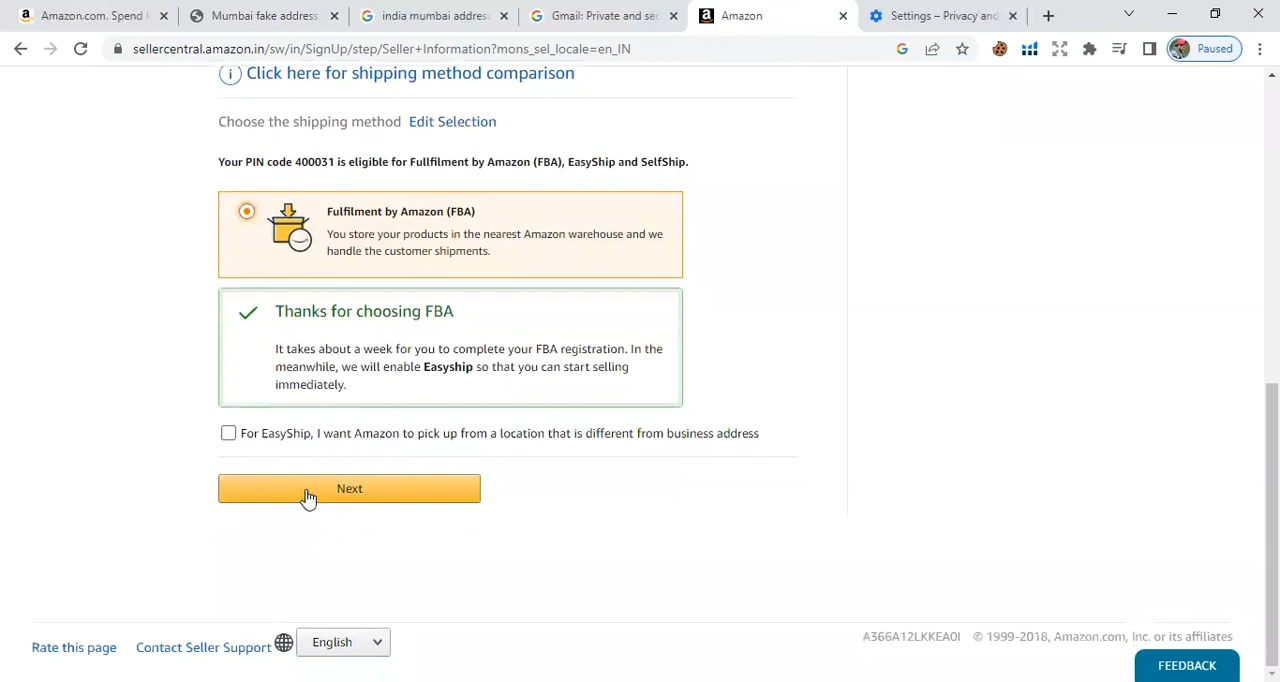 Amazon.com. Spend l
Mumbai fake address
india mumbai address
Gmail: Private and se
Amazon
Settings – Privacy and
sellercentral.amazon.in/sw/in/SignUp/step/Seller+Information?mons_sel_locale=en_IN
Paused
Click here for shipping method comparison
Choose the shipping method Edit Selection
Your PIN code 400031 is eligible for Fullfilment by Amazon (FBA), EasyShip and SelfShip.
Fulfilment by Amazon (FBA)
You store your products in the nearest Amazon warehouse and we
handle the customer shipments.
Thanks for choosing FBA
It takes about a week for you to complete your FBA registration. In the
meanwhile, we will enable Easyship so that you can start selling
immediately.
For EasyShip, I want Amazon to pick up from a location that is different from business address
Next
Rate this page
Contact Seller Support
English
A366A12LKKEA0I © 1999-2018, Amazon.com, Inc. or its affiliates
FEEDBACK